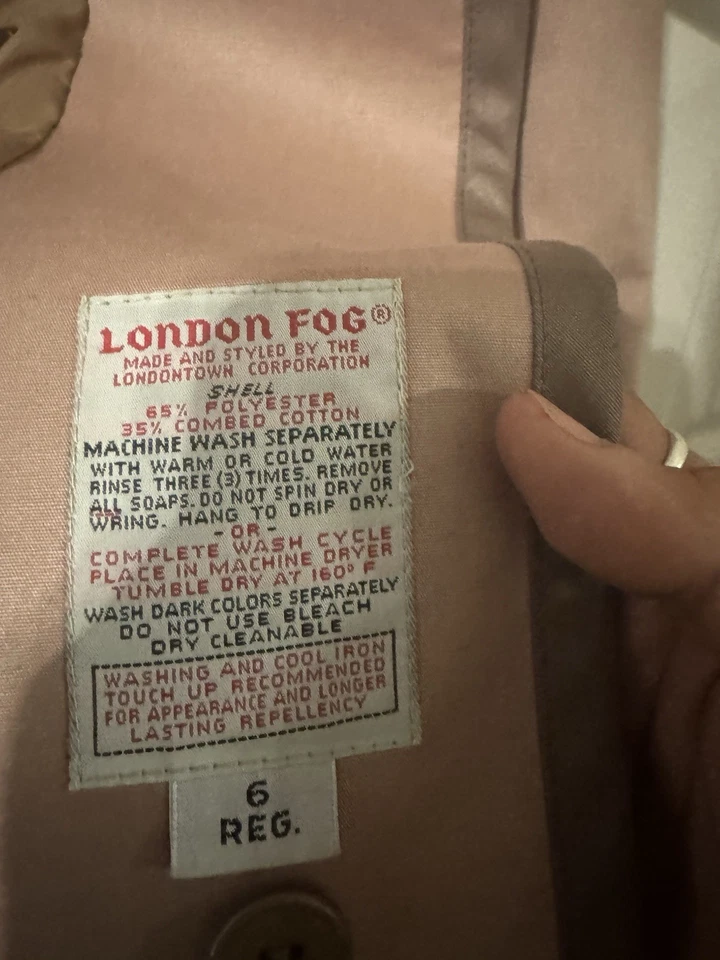 LONDON FOG®
MADE AND STYLED BY THE
LONDONTOWN CORPORATION
SHELL
65% POLYESTER
35% COMBED COTTON
MACHINE WASH SEPARATELY
WITH WARM OR COLD WATER
RINSE THREE (3) TIMES. REMOVE
ALL SOAPS. DO NOT SPIN DRY OR
WRING. HANG TO DRIP DRY.
- OR -
COMPLETE WASH CYCLE
PLACE IN MACHINE DRYER
TUMBLE DRY AT 160° F
WASH DARK COLORS SEPARATELY
DO NOT USE BLEACH
DRY CLEANABLE
WASHING AND COOL IRON
TOUCH UP RECOMMENDED
FOR APPEARANCE AND LONGER
LASTING REPELLENCY
6
REG.